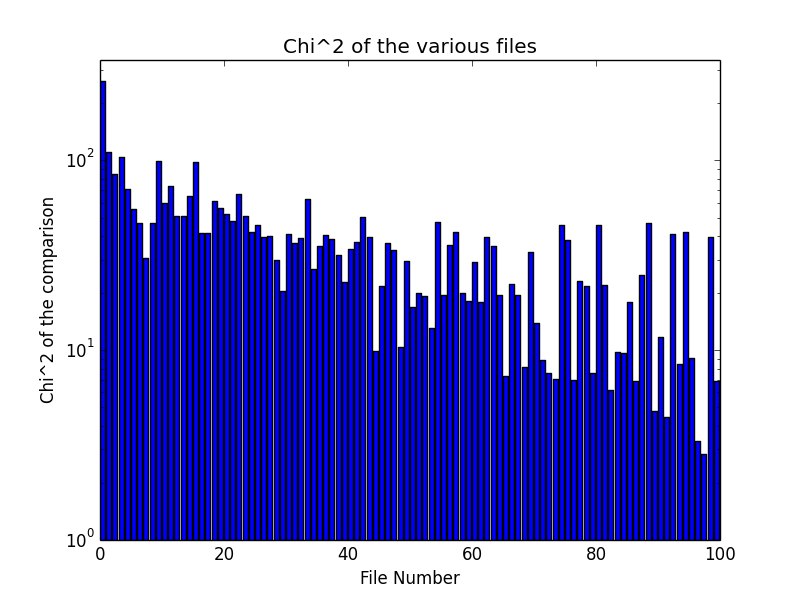 Chi^2 of the various files
Chi^2 of the comparison
10^2
10^1
10^0
0 20 40 60 80 100
File Number